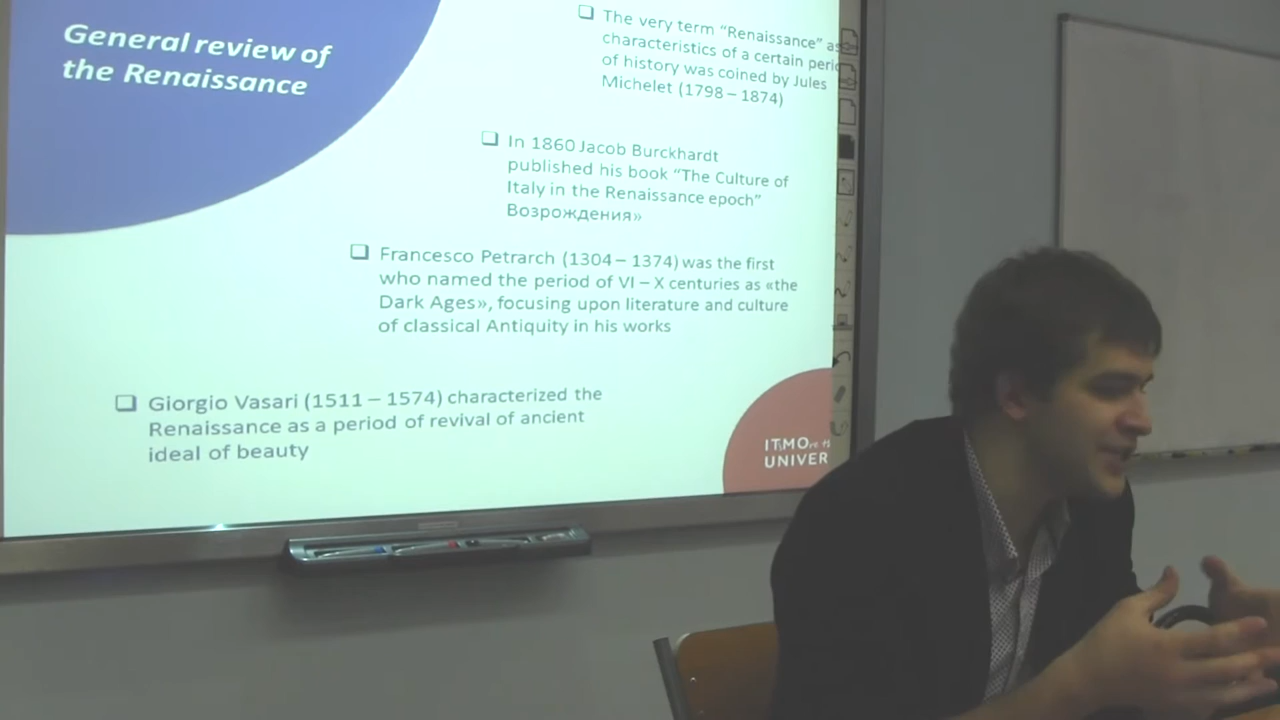 General review of
the Renaissance
The very term “Renaissance” as
characteristics of a certain perio
of history was coined by Jules
Michelet (1798 – 1874)
In 1860 Jacob Burckhardt
published his book “The Culture of
Italy in the Renaissance epoch”
Возрождения»
Francesco Petrarch (1304 – 1374) was the first
who named the period of VI – X centuries as «the
Dark Ages», focusing upon literature and culture
of classical Antiquity in his works
Giorgio Vasari (1511 – 1574) characterized the
Renaissance as a period of revival of ancient
ideal of beauty
ITMO
UNIVER